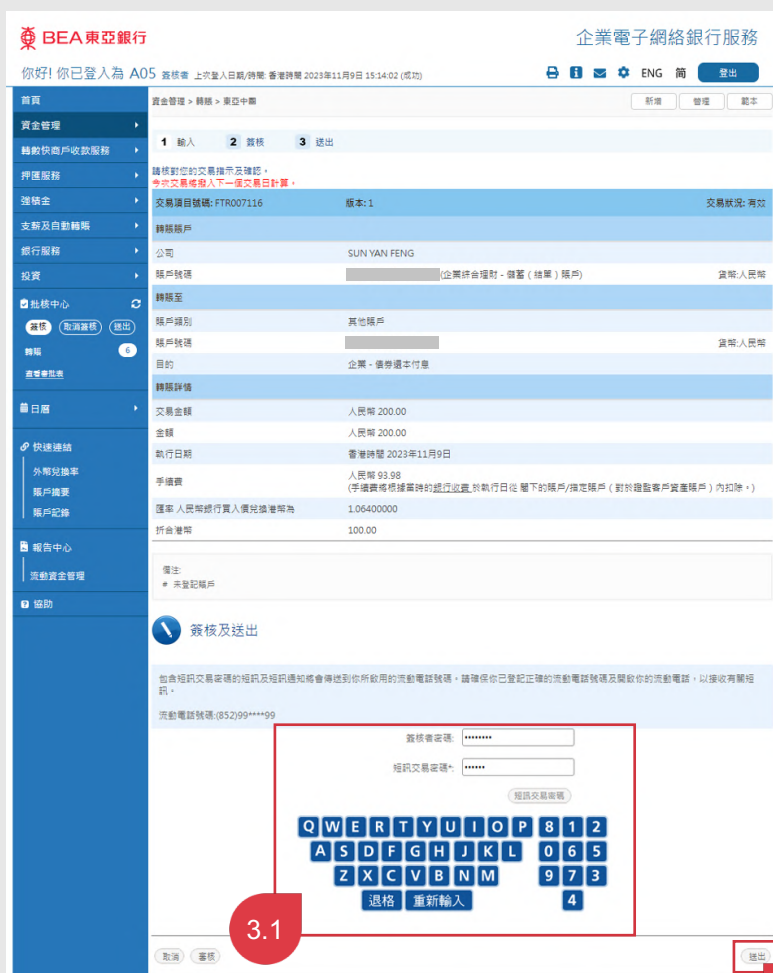 BEA東亞銀行
企業電子網絡銀行服務
你好! 你已登入為 A05 簽核者 上次登入日期/時間: 香港時間 2023年11月9日 15:14:02 (成功)
ENG 简 登出
首頁
資金管理
轉數快商戶收款服務
押匯服務
強積金
支薪及自動轉賬
銀行服務
投資
批核中心
簽核 取消簽核 送出
轉賬 6
查看審批表
日曆
快速連結
外幣兌換率
賬戶摘要
賬戶記錄
報告中心
流動資金管理
協助
資金管理 > 轉賬 > 東亞中國
新增 管理 範本
1 輸入 2 簽核 3 送出
請核對您的交易指示及確認。
今次交易將撥入下一個交易日計算。
交易項目號碼: FTR007116 版本: 1 交易狀況: 有效
轉賬賬戶
公司 SUN YAN FENG
賬戶號碼 (企業綜合理財 - 儲蓄 ( 結單 ) 賬戶) 貨幣:人民幣
轉賬至
賬戶類別 其他賬戶
賬戶號碼 貨幣:人民幣
目的 企業 - 債券還本付息
轉賬詳情
交易金額 人民幣 200.00
金額 人民幣 200.00
執行日期 香港時間 2023年11月9日
手續費 人民幣 93.98
(手續費將根據當時的銀行收費 於執行日從 閣下的賬戶/指定賬戶 ( 對於證監客戶資產賬戶 ) 內扣除。)
匯率 人民幣銀行買入價兌換港幣為 1.06400000
折合港幣 100.00
備注:
# 未登記賬戶
簽核及送出
包含短訊交易密碼的短訊及短訊通知將會傳送到你所啟用的流動電話號碼。請確保你已登記正確的流動電話號碼及開啟你的流動電話，以接收有關短
訊。
流動電話號碼:(852)99****99
簽核者密碼: ••••••••
短訊交易密碼*: ••••••
短訊交易密碼
Q W E R T Y U I O P 8 1 2
A S D F G H J K L 0 6 5
Z X C V B N M 9 7 3
退格 重新輸入 4
3.1
取消 審核 送出